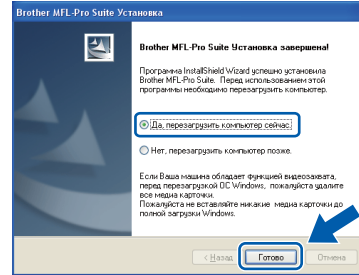 Brother MFL-Pro Suite Установка
Brother MFL-Pro Suite Установка завершена!
Программа InstallShield Wizard успешно установила
Brother MFL-Pro Suite. Перед использованием этой
программы необходимо перезагрузить компьютер.
Да, перезагрузить компьютер сейчас.
Нет, перезагрузить компьютер позже.
Если Ваша машина обладает функцией видеозахвата,
перед перезагрузкой ОС Windows, пожалуйста удалите
все медиа карточки.
Пожалуйста не вставляйте никакие медиа карточки до
полной загрузки Windows.
< Назад
Готово
Отмена